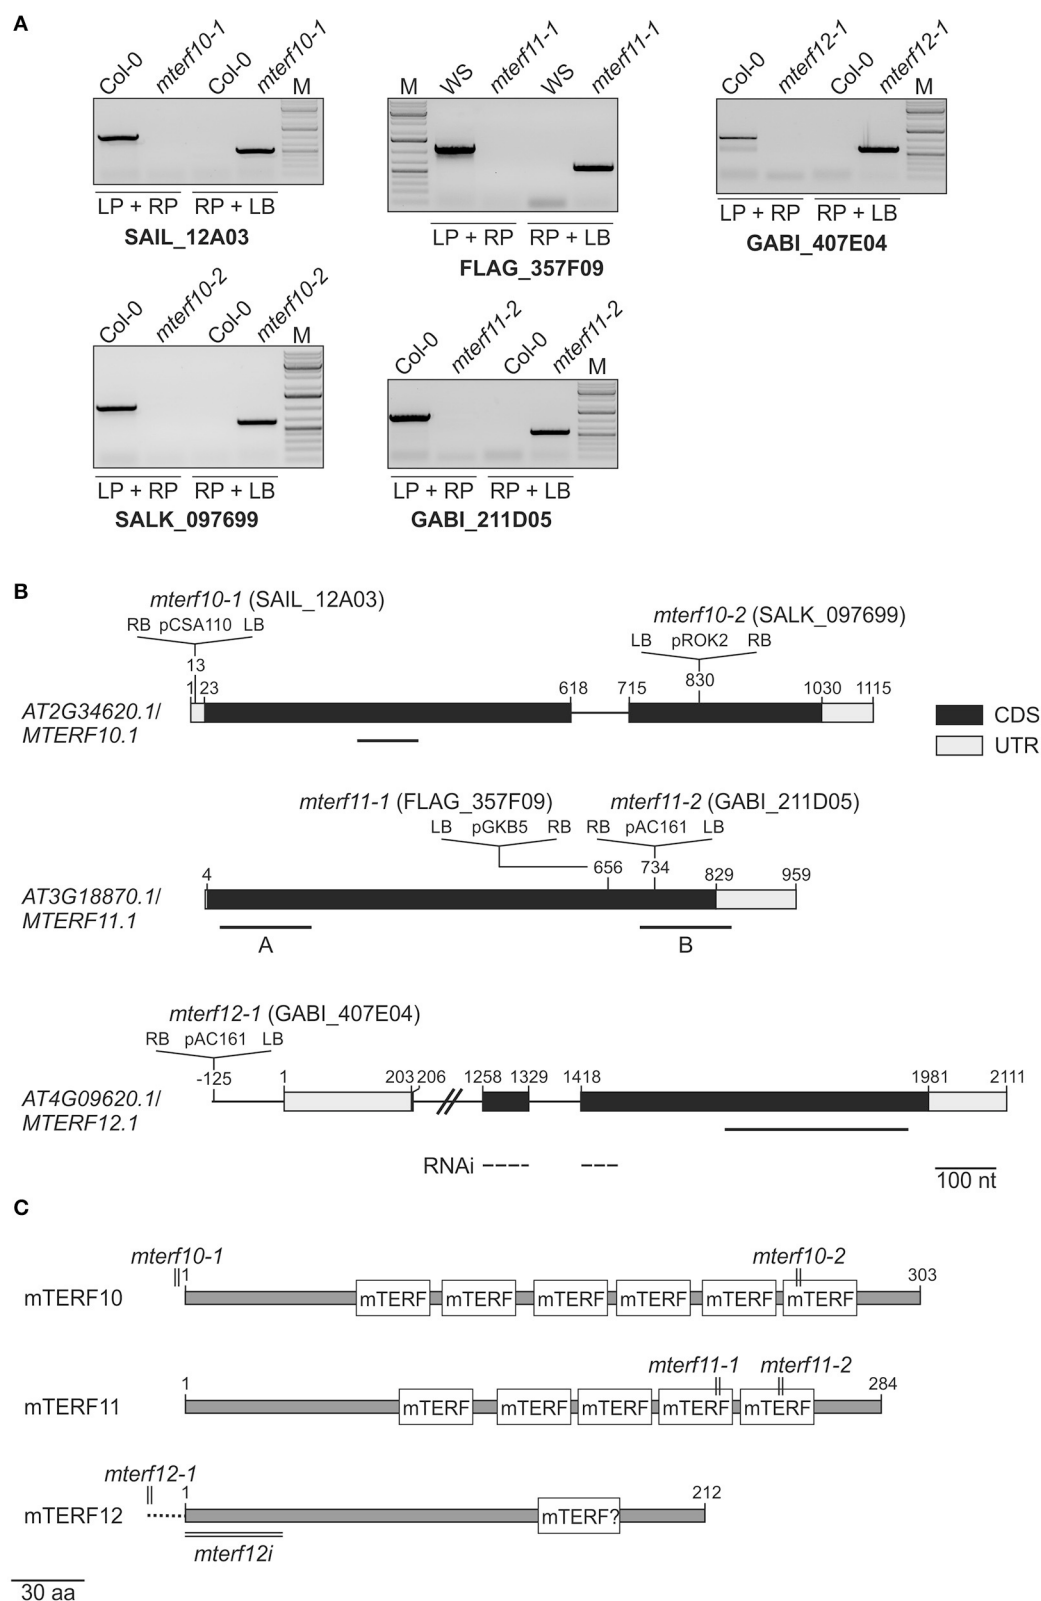 A
Col-0 mterf10-1 Col-0 mterf10-1 M
LP + RP RP + LB
SAIL_12A03
M WS mterf11-1 WS mterf11-1
LP + RP RP + LB
FLAG_357F09
Col-0 mterf12-1 Col-0 mterf12-1 M
LP + RP RP + LB
GABI_407E04
Col-0 mterf10-2 Col-0 mterf10-2 M
LP + RP RP + LB
SALK_097699
Col-0 mterf11-2 Col-0 mterf11-2 M
LP + RP RP + LB
GABI_211D05
B
mterf10-1 (SAIL_12A03)
RB pCSA110 LB
13
mterf10-2 (SALK_097699)
LB pROK2 RB
1 23 618 715 830 1030 1115
AT2G34620.1/
MTERF10.1
CDS
UTR
mterf11-1 (FLAG_357F09) mterf11-2 (GABI_211D05)
LB pGKB5 RB RB pAC161 LB
4 656 734 829 959
AT3G18870.1/
MTERF11.1
A B
mterf12-1 (GABI_407E04)
RB pAC161 LB
-125 1 203 206 1258 1329 1418 1981 2111
AT4G09620.1/
MTERF12.1
RNAi
100 nt
C
mterf10-1 mterf10-2
1 303
mTERF10 mTERF mTERF mTERF mTERF mTERF mTERF
mterf11-1 mterf11-2
1 284
mTERF11 mTERF mTERF mTERF mTERF mTERF
mterf12-1
1 212
mTERF12 mTERF?
mterf12i
30 aa